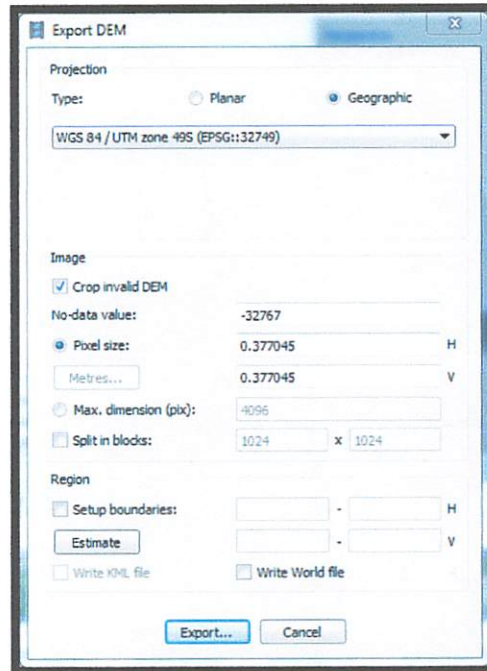 Export DEM
Projection
Type: Planar Geographic
WGS 84 / UTM zone 49S (EPSG::32749)
Image
Crop invalid DEM
No-data value: -32767
Pixel size: 0.377045 H
Metres... 0.377045 V
Max. dimension (pix): 4096
Split in blocks: 1024 x 1024
Region
Setup boundaries: - H
Estimate - V
Write KML file Write World file
Export... Cancel